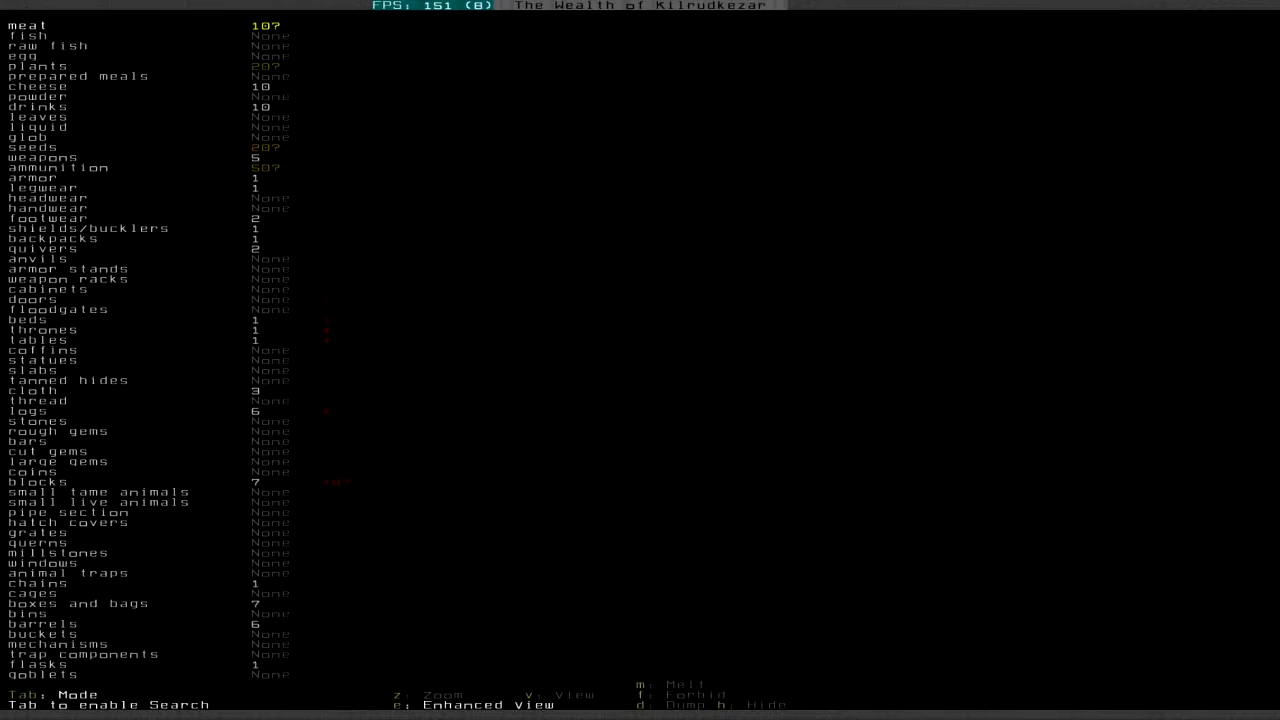 FPS: 151 (8) The Wealth of Kilrudkezar
meat 10?
fish None
raw fish None
egg None
plants 20?
prepared meals None
cheese 10
powder None
drinks 10
leaves None
liquid None
glob None
seeds 20?
weapons 5
ammunition 50?
armor 1
legwear 1
headwear None
handwear None
footwear 2
shields/bucklers 1
backpacks 1
quivers 2
anvils None
armor stands None
weapon racks None
cabinets None
doors None
floodgates None
beds 1
thrones 1
tables 1
coffins None
statues None
slabs None
tanned hides None
cloth 3
thread None
logs 6
stones None
rough gems None
bars None
cut gems None
large gems None
coins None
blocks 7
small tame animals None
small live animals None
pipe section None
hatch covers None
grates None
querns None
millstones None
windows None
animal traps None
chains 1
cages None
boxes and bags 7
bins None
barrels 6
buckets None
mechanisms None
trap components None
flasks 1
goblets None
m: Melt
Tab: Mode z: Zoom v: View f: Forbid
Tab to enable Search e: Enhanced View d: Dump h: Hide